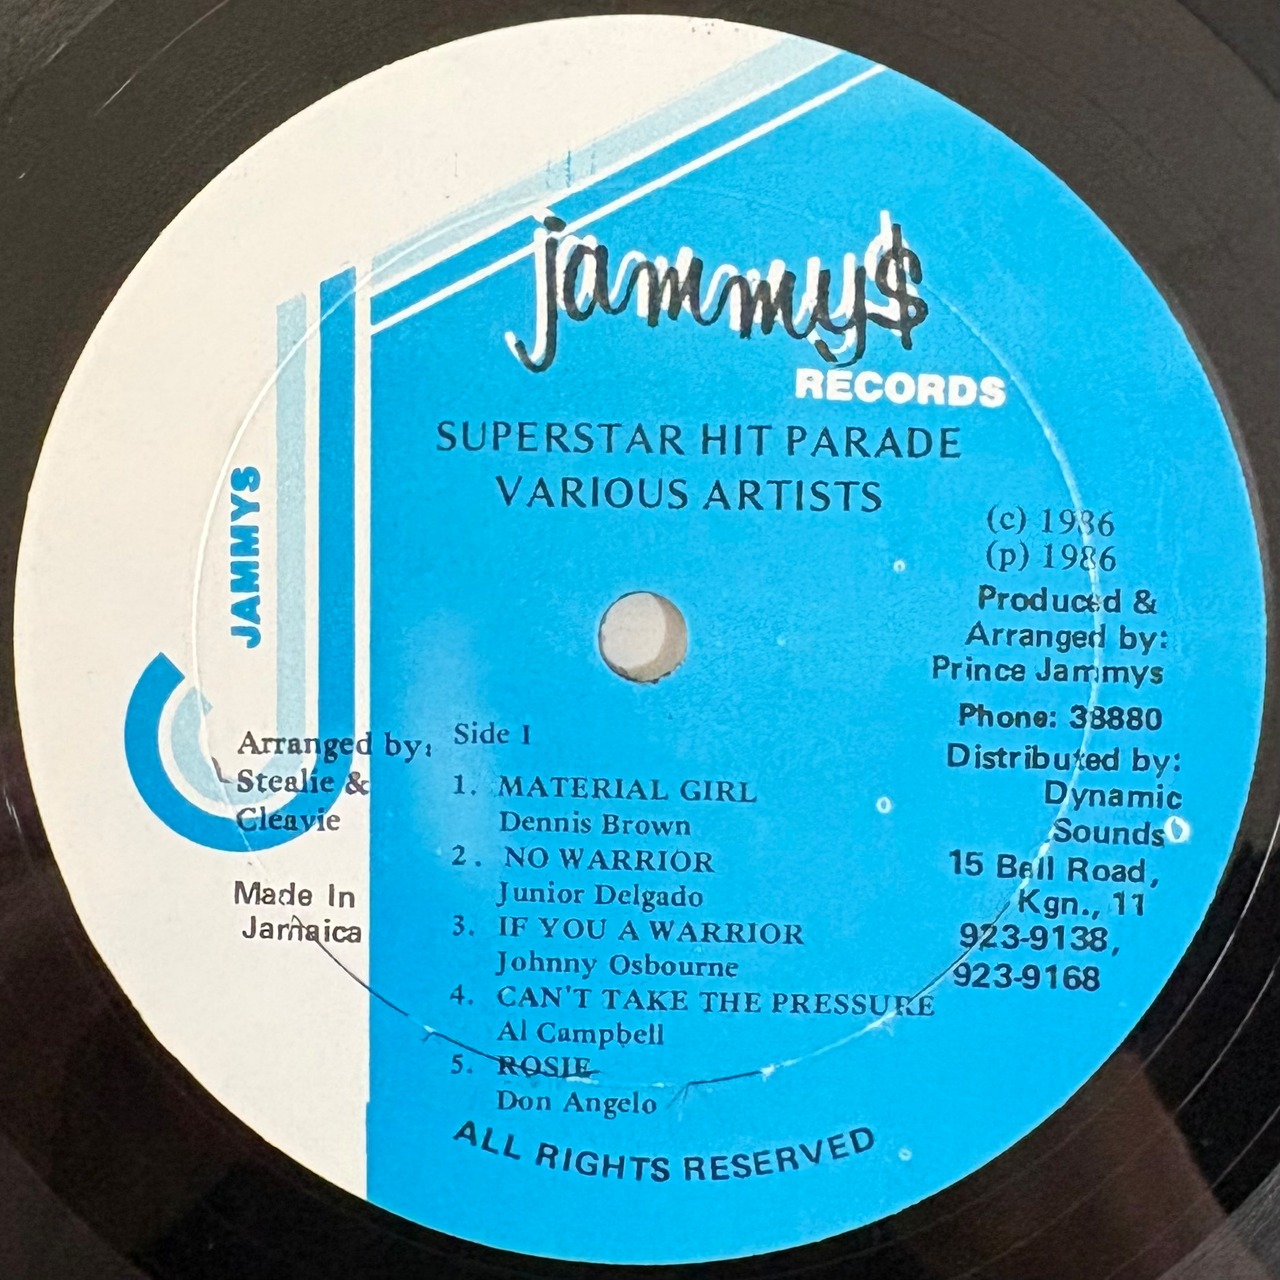 jammy$
RECORDS
SUPERSTAR HIT PARADE
VARIOUS ARTISTS
JAMMYS
(c) 1986
(p) 1986
Produced &
Arranged by:
Prince Jammys
Phone: 38880
Distributed by:
Dynamic
Sounds
15 Bell Road,
Kgn., 11
923-9138,
923-9168
Arranged by:
Stealie &
Cleavie
Made In
Jamaica
Side I
1. MATERIAL GIRL
Dennis Brown
2. NO WARRIOR
Junior Delgado
3. IF YOU A WARRIOR
Johnny Osbourne
4. CAN'T TAKE THE PRESSURE
Al Campbell
5. ROSIE
Don Angelo
ALL RIGHTS RESERVED